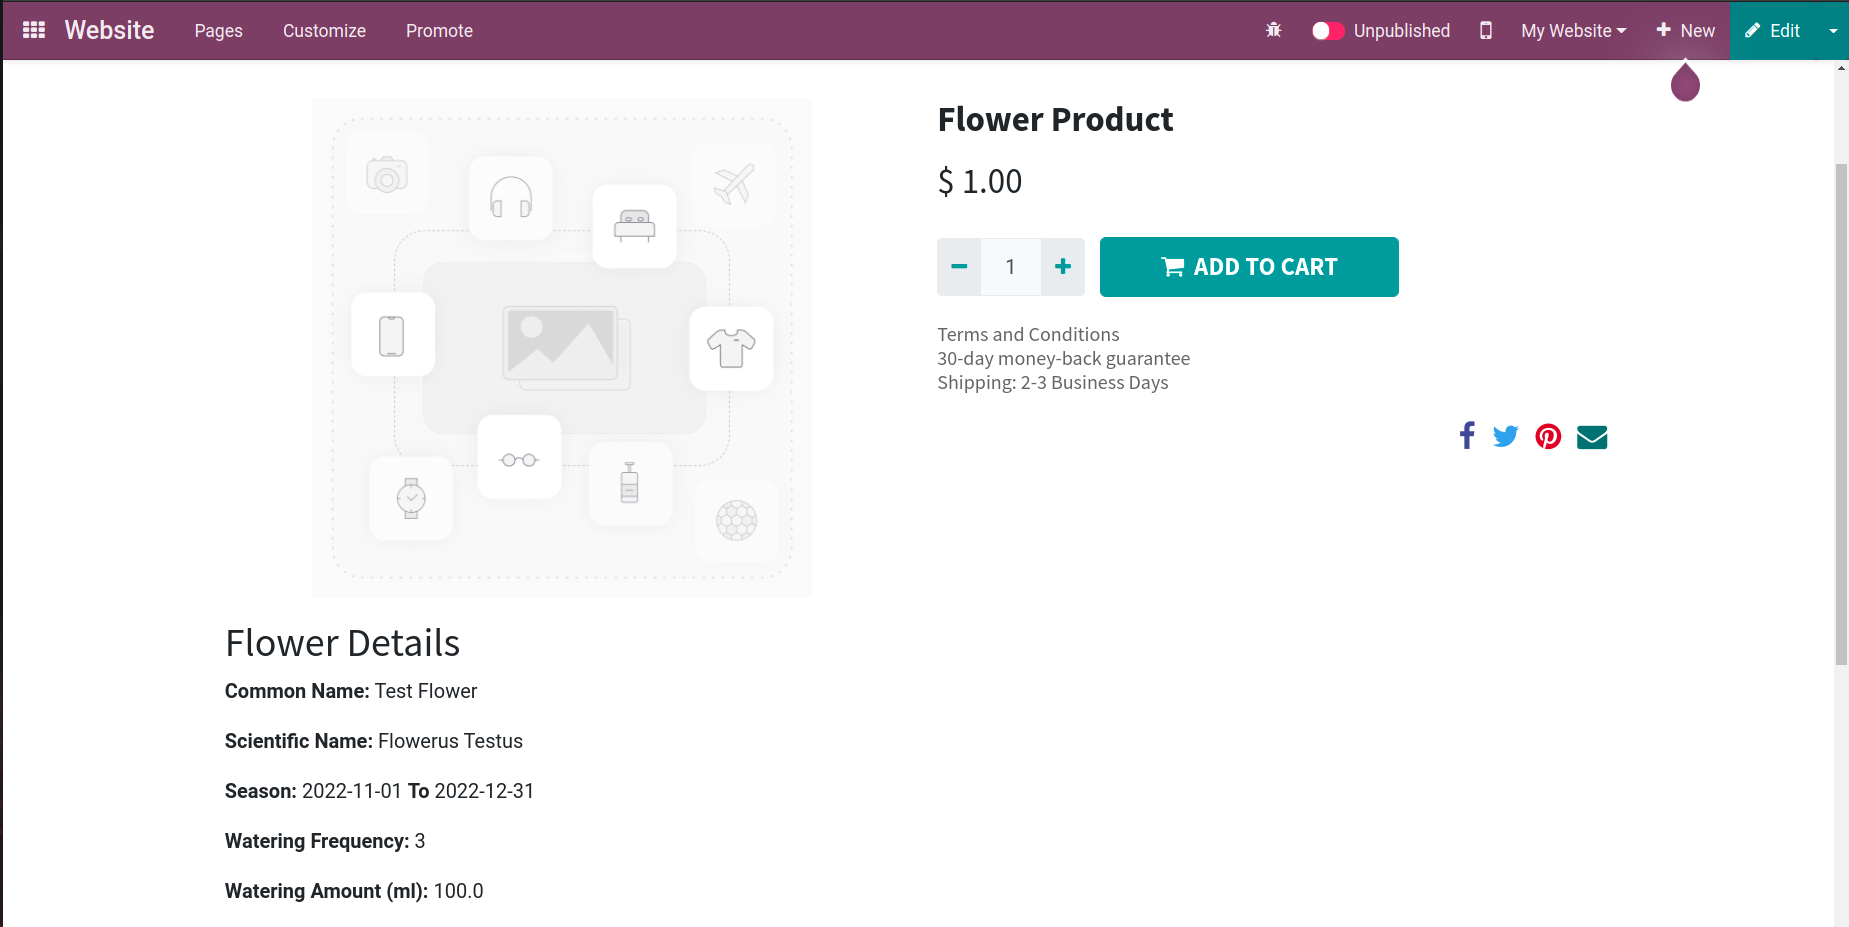 Website Pages Customize Promote Unpublished My Website New Edit
Flower Product
$ 1.00
1 ADD TO CART
Terms and Conditions
30-day money-back guarantee
Shipping: 2-3 Business Days
Flower Details
Common Name: Test Flower
Scientific Name: Flowerus Testus
Season: 2022-11-01 To 2022-12-31
Watering Frequency: 3
Watering Amount (ml): 100.0